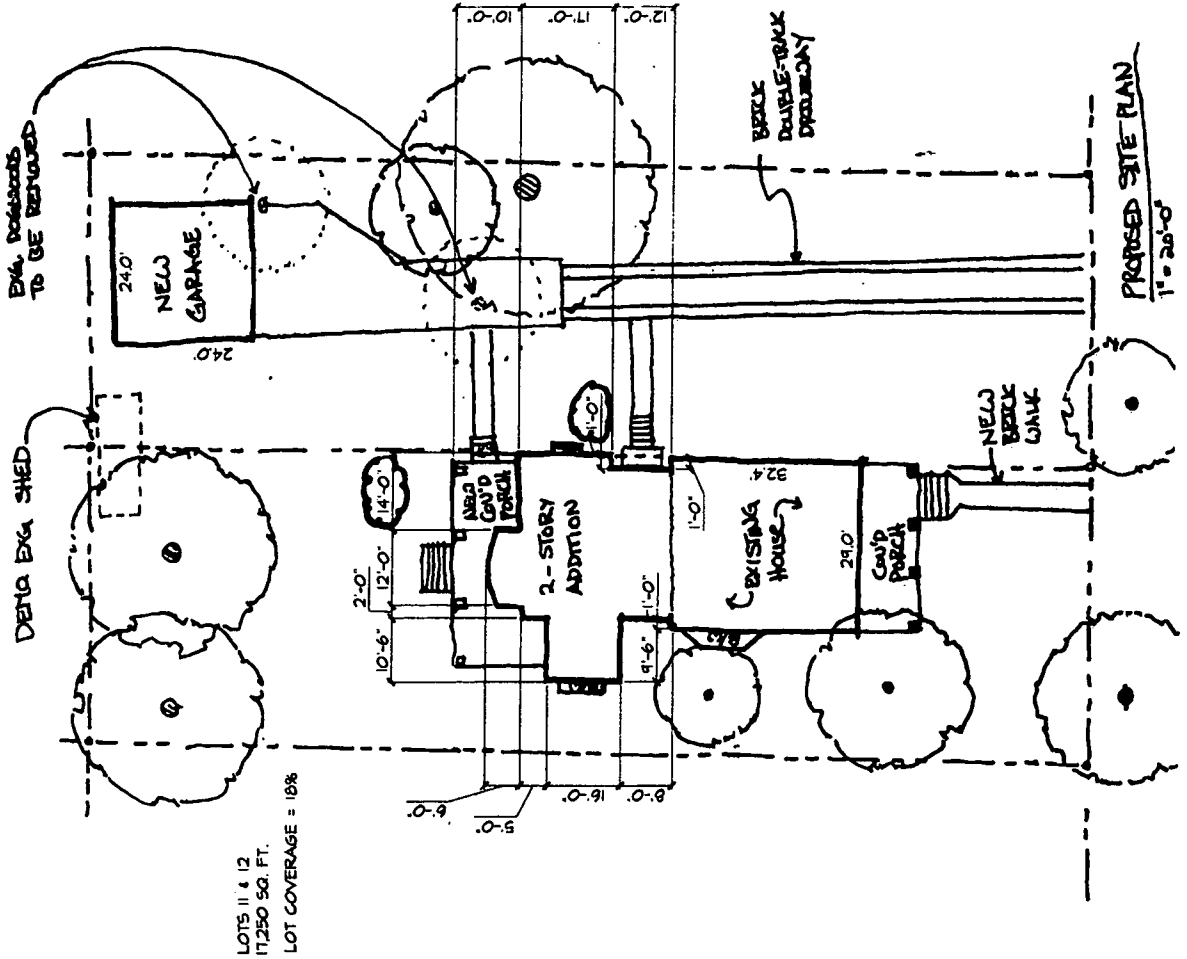 EXG. DOGWOODS
TO BE REMOVED
DEMO EXG SHED
24.0'
NEW
GARAGE
24.0'
10'-0"
17'-0"
12'-0"
BRICK
DOUBLE-TRACK
DRIVEWAY
14'-0"
NEW
COV'D
PORCH
2'-0"
12'-0"
10'-6"
2-STORY
ADDITION
1'-0"
1'-0"
1'-0"
9'-6"
32.4'
EXISTING
HOUSE
29.0'
COV'D
PORCH
NEW
BRICK
WALK
6'-0"
5'-0"
16'-0"
8'-0"
LOTS 11 & 12
17,250 SQ. FT.
LOT COVERAGE = 18%
PROPOSED SITE PLAN
1" = 20'-0"